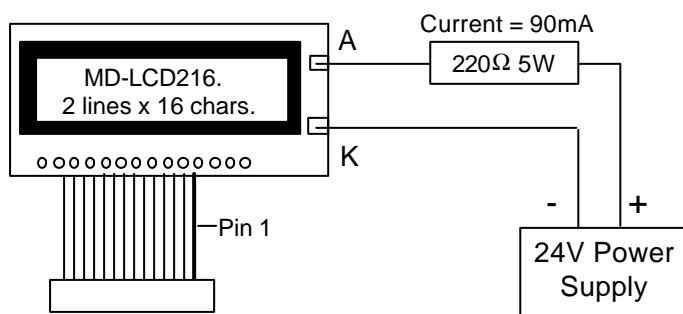 Current = 90mA
A
220Ω 5W
MD-LCD216.
2 lines x 16 chars.
K
- +
Pin 1
24V Power
Supply